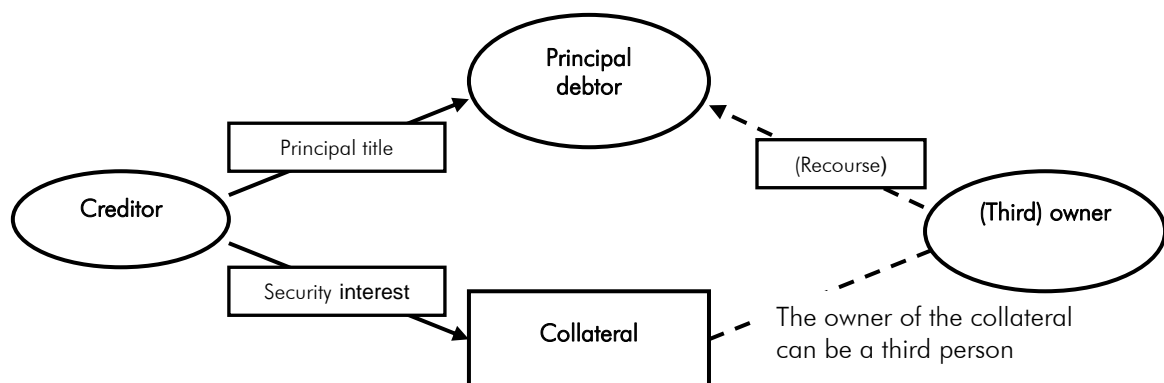 Principal
debtor
Principal title
(Recourse)
Creditor
(Third) owner
Security interest
Collateral
The owner of the collateral
can be a third person